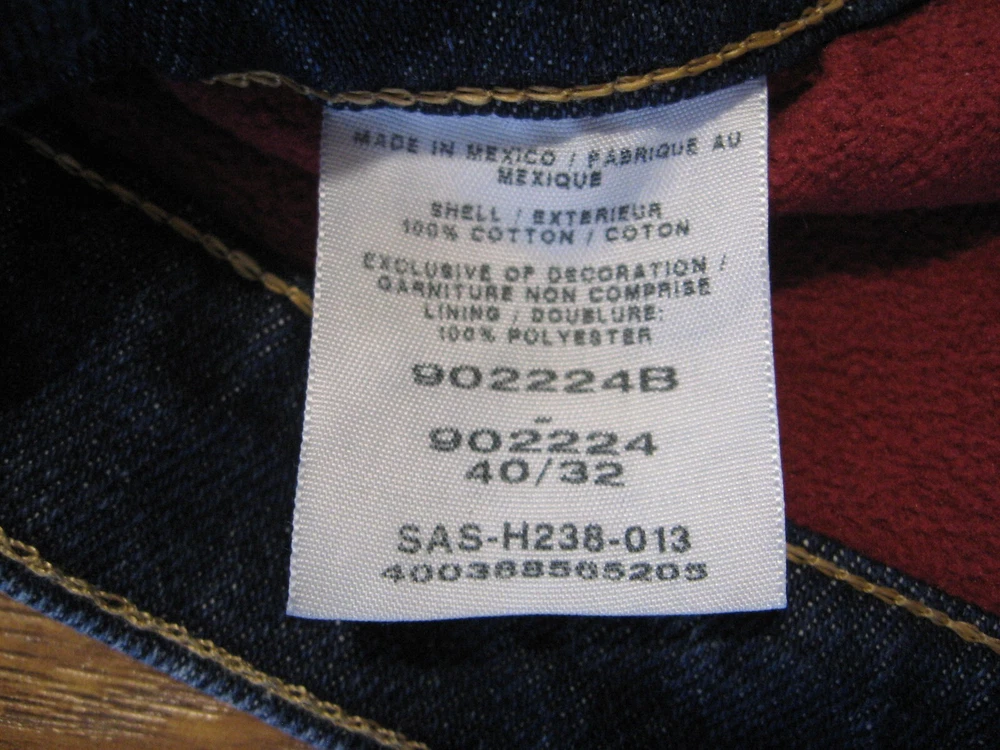 MADE IN MEXICO / FABRIQUE AU
MEXIQUE
SHELL / EXTERIEUR
100% COTTON / COTON
EXCLUSIVE OF DECORATION /
GARNITURE NON COMPRISE
LINING / DOUBLURE:
100% POLYESTER
902224B
-
902224
40/32
SAS-H238-013
400388565205